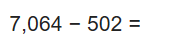 7,064 − 502 =